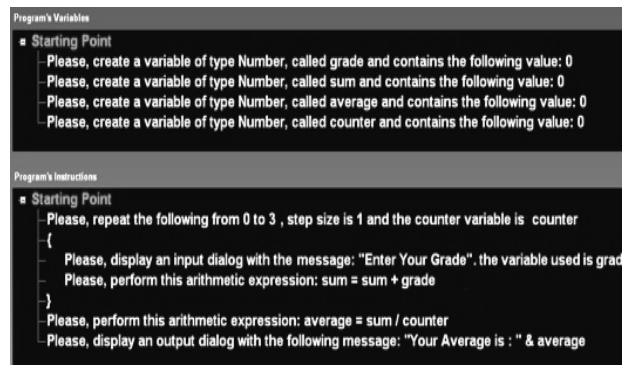 Program's Variables
Starting Point
Please, create a variable of type Number, called grade and contains the following value: 0
Please, create a variable of type Number, called sum and contains the following value: 0
Please, create a variable of type Number, called average and contains the following value: 0
Please, create a variable of type Number, called counter and contains the following value: 0
Program's Instructions
Starting Point
Please, repeat the following from 0 to 3 , step size is 1 and the counter variable is counter
{
Please, display an input dialog with the message: "Enter Your Grade". the variable used is grad
Please, perform this arithmetic expression: sum = sum + grade
}
Please, perform this arithmetic expression: average = sum / counter
Please, display an output dialog with the following message: "Your Average is : " & average